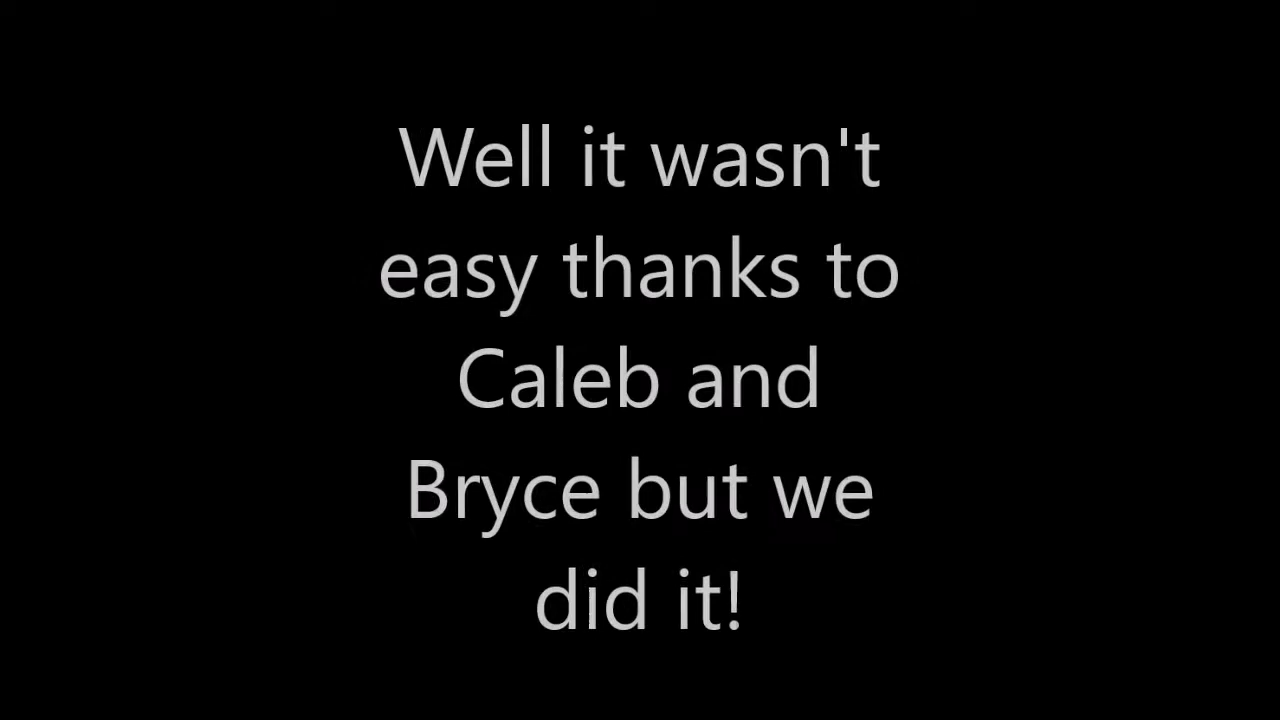 Well it wasn't
easy thanks to
Caleb and
Bryce but we
did it!